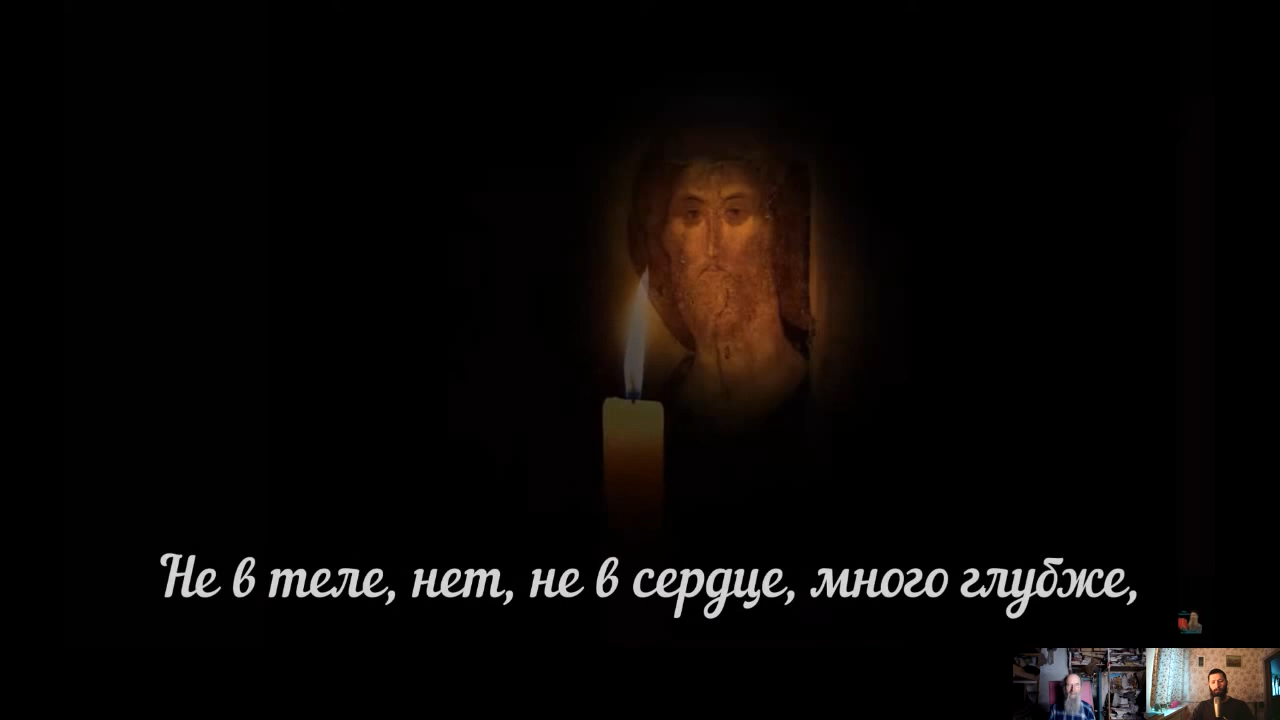 Не в теле, нет, не в сердце, много глубже,